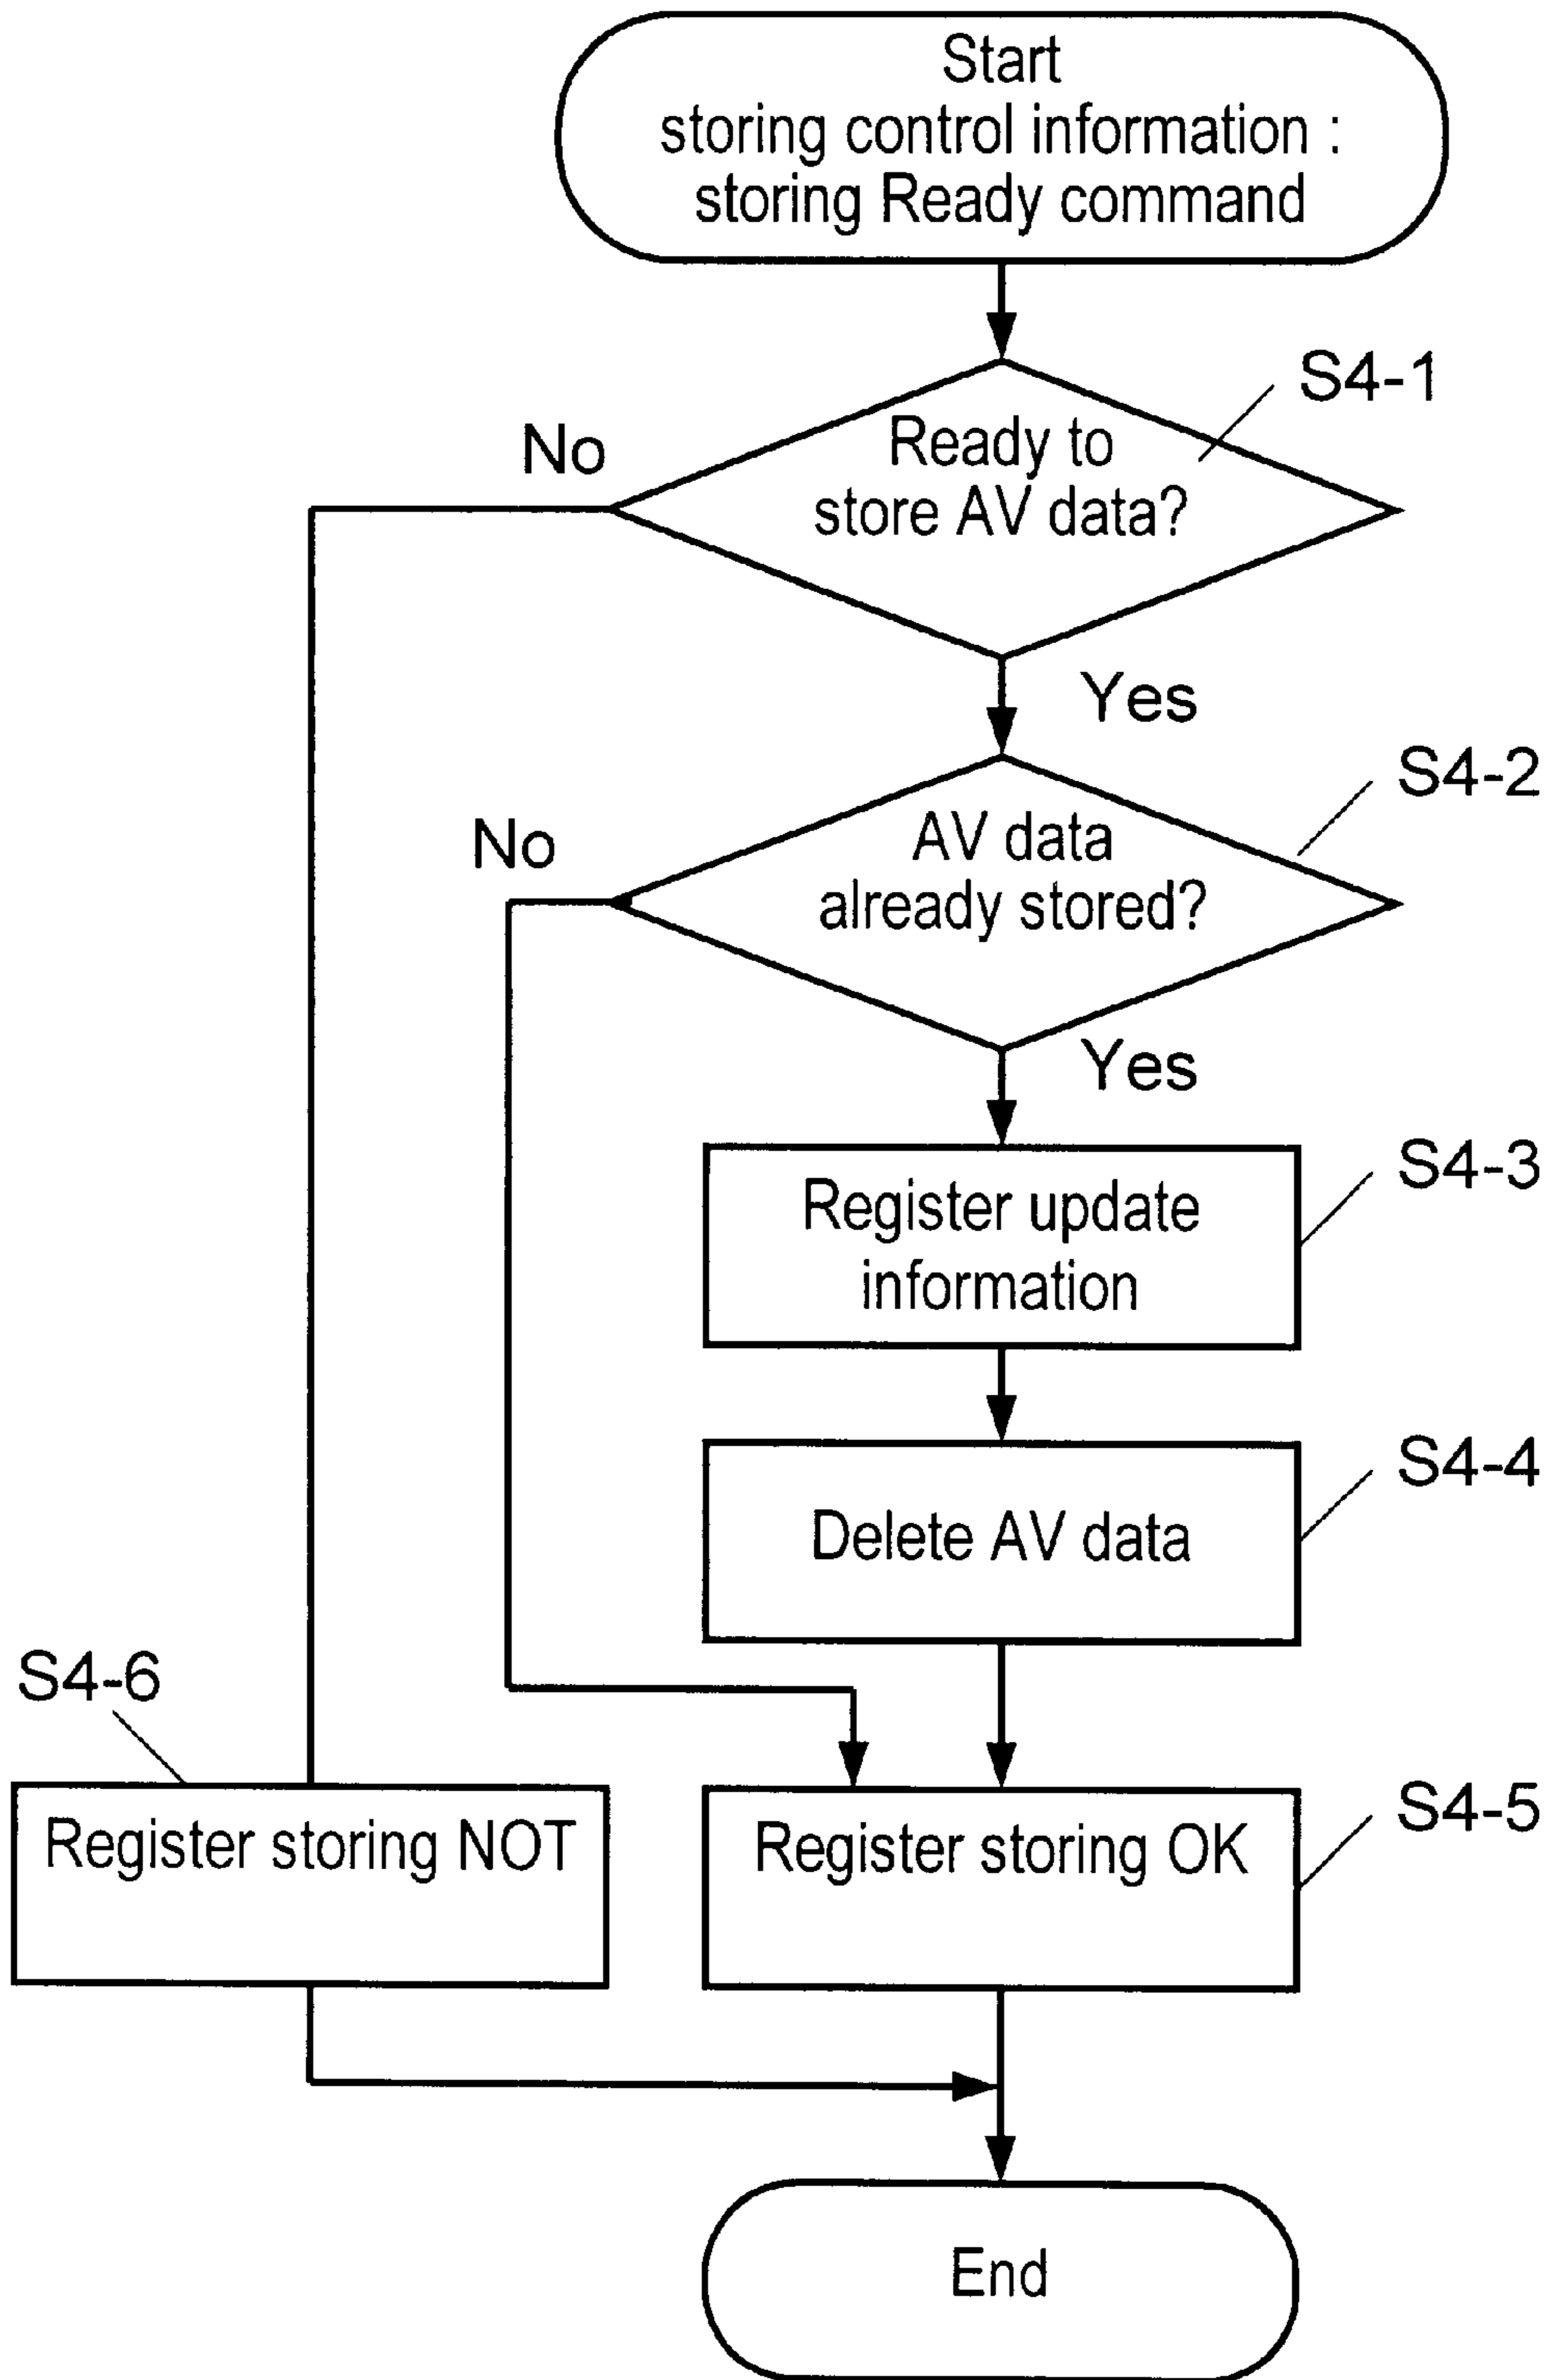 Start
storing control information :
storing Ready command
S4-1
No
Ready to
store AV data?
Yes
S4-2
No
AV data
already stored?
Yes
S4-3
Register update
information
S4-4
Delete AV data
S4-6
S4-5
Register storing NOT
Register storing OK
End